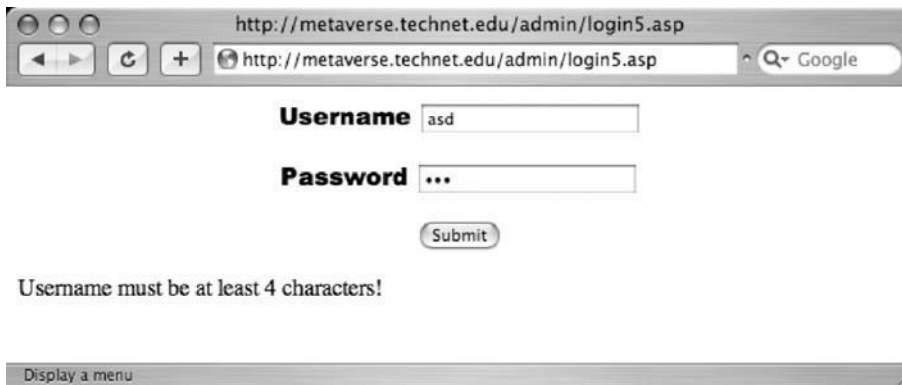 http://metaverse.technet.edu/admin/login5.asp
http://metaverse.technet.edu/admin/login5.asp
Google
Username asd
Password •••
Submit
Username must be at least 4 characters!
Display a menu